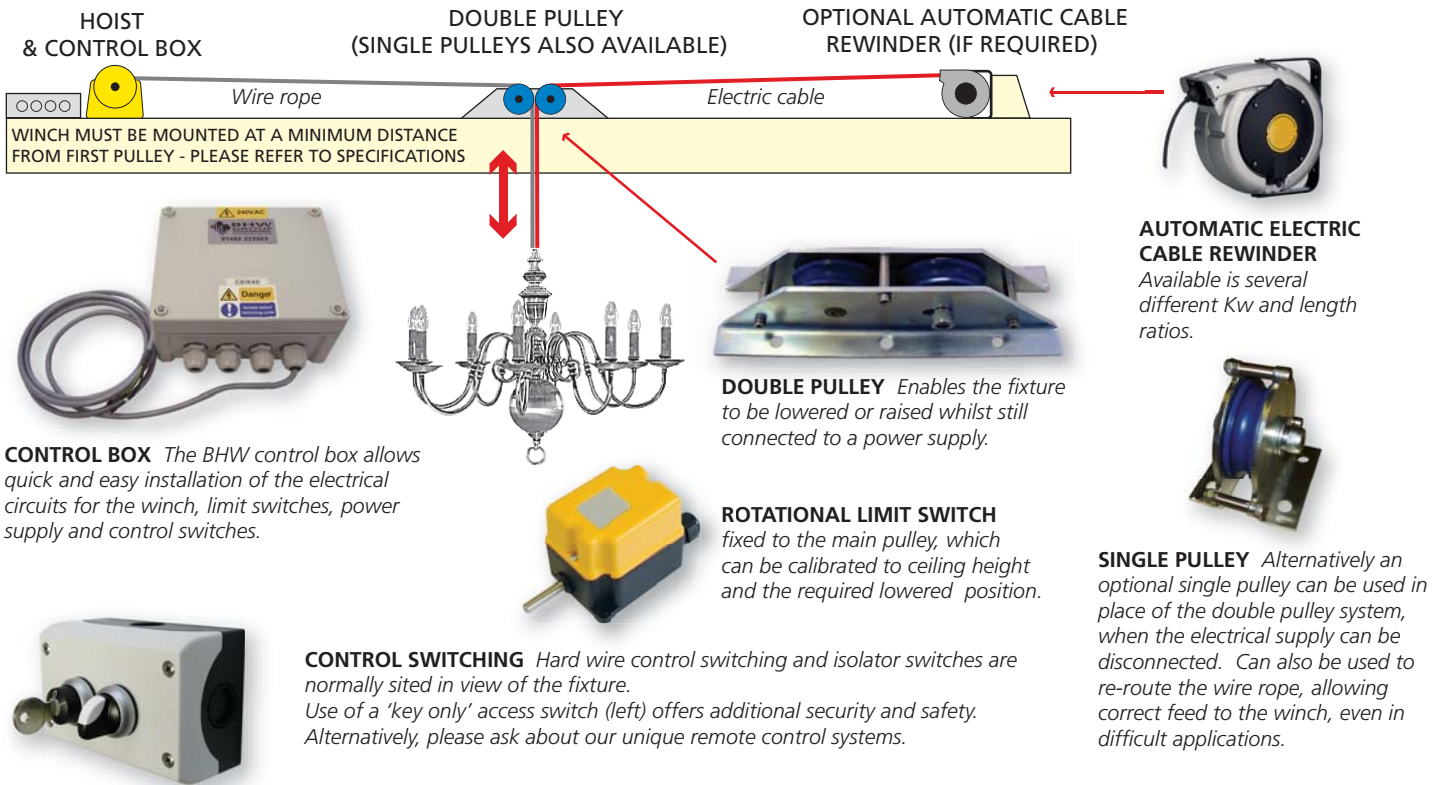 HOIST
& CONTROL BOX
DOUBLE PULLEY
(SINGLE PULLEYS ALSO AVAILABLE)
OPTIONAL AUTOMATIC CABLE
REWINDER (IF REQUIRED)
Wire rope
Electric cable
WINCH MUST BE MOUNTED AT A MINIMUM DISTANCE
FROM FIRST PULLEY - PLEASE REFER TO SPECIFICATIONS
240VAC
BHW
GROUP
Danger
AUTOMATIC ELECTRIC
CABLE REWINDER
Available is several
different Kw and length
ratios.
DOUBLE PULLEY Enables the fixture
to be lowered or raised whilst still
connected to a power supply.
CONTROL BOX The BHW control box allows
quick and easy installation of the electrical
circuits for the winch, limit switches, power
supply and control switches.
ROTATIONAL LIMIT SWITCH
fixed to the main pulley, which
can be calibrated to ceiling height
and the required lowered position.
SINGLE PULLEY Alternatively an
optional single pulley can be used in
place of the double pulley system,
when the electrical supply can be
disconnected. Can also be used to
re-route the wire rope, allowing
correct feed to the winch, even in
difficult applications.
CONTROL SWITCHING Hard wire control switching and isolator switches are
normally sited in view of the fixture.
Use of a ‘key only’ access switch (left) offers additional security and safety.
Alternatively, please ask about our unique remote control systems.